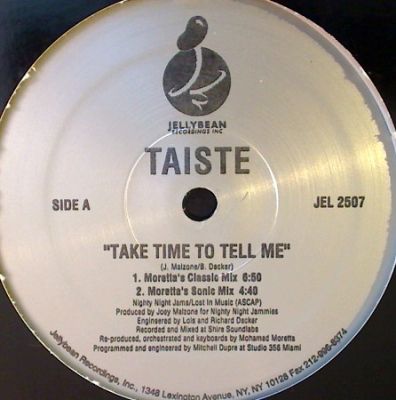 JELLYBEAN
RECORDINGS INC
TAISTE
SIDE A
JEL 2507
"TAKE TIME TO TELL ME"
(J. Malzone/B. Decker)
1. Moretta's Classic Mix 6:50
2. Moretta's Sonic Mix 4:40
Nighty Night Jams/Lost In Music (ASCAP)
Produced by Joey Malzone for Nighty Night Jammies
Engineered by Lois and Richard Decker
Recorded and Mixed at Shire Soundlabs
Re-produced, orchestrated and keyboards by Mohamad Moretta
Programmed and engineered by Mitchell Dupre at Studio 356 Miami
Jellybean Recordings, Inc., 1348 Lexington Avenue, NY, NY 10128 Fax 212-996-8374